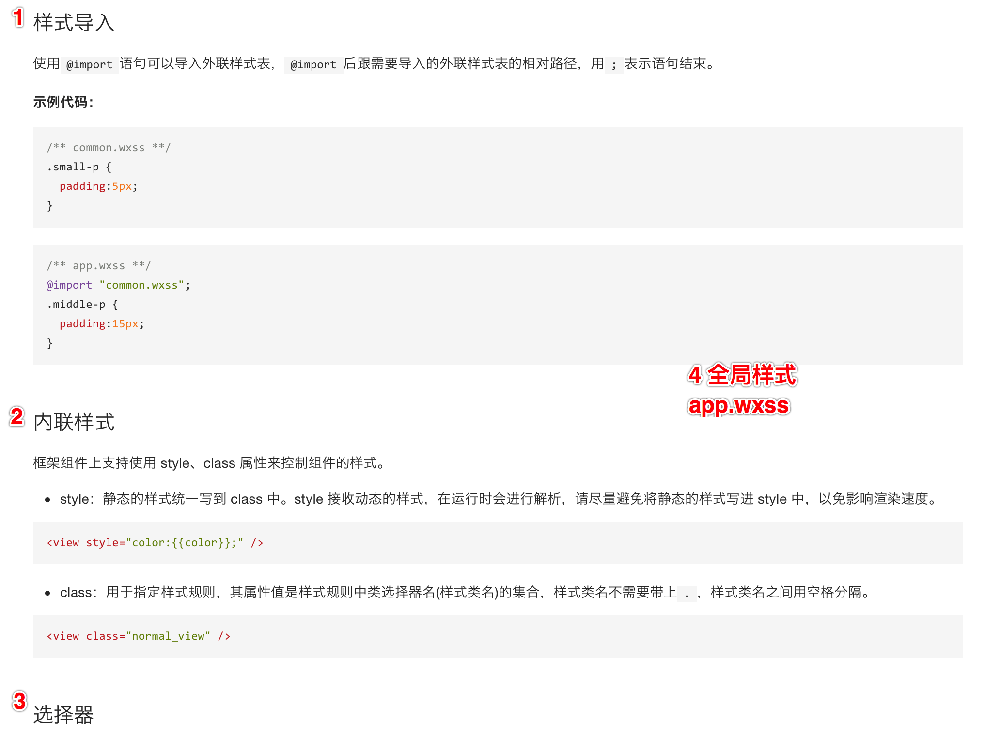 1 样式导入
使用 @import 语句可以导入外联样式表， @import 后跟需要导入的外联样式表的相对路径，用 ; 表示语句结束。
示例代码：
/** common.wxss **/
.small-p {
  padding:5px;
}
/** app.wxss **/
@import "common.wxss";
.middle-p {
  padding:15px;
}
4 全局样式
app.wxss
2 内联样式
框架组件上支持使用 style、class 属性来控制组件的样式。
• style：静态的样式统一写到 class 中。style 接收动态的样式，在运行时会进行解析，请尽量避免将静态的样式写进 style 中，以免影响渲染速度。
<view style="color:{{color}};" />
• class：用于指定样式规则，其属性值是样式规则中类选择器名(样式类名)的集合，样式类名不需要带上 . ，样式类名之间用空格分隔。
<view class="normal_view" />
3 选择器